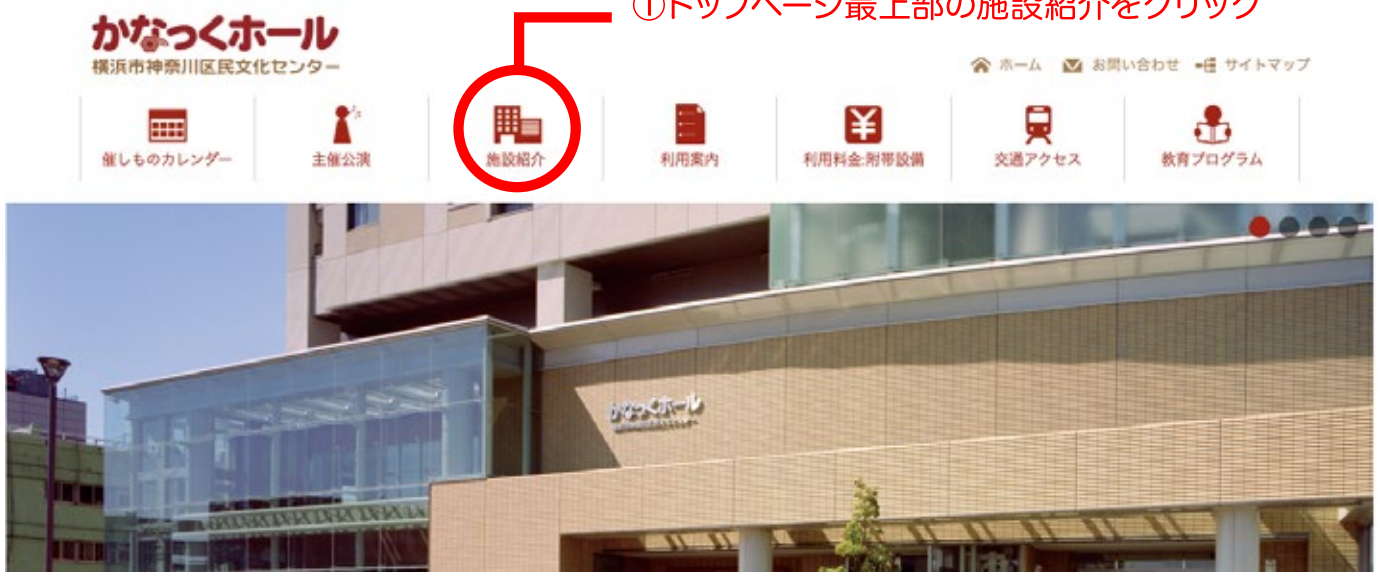 ①トップページ最上部の施設紹介をクリック
かなっくホール
横浜市神奈川区民文化センター
ホーム お問い合わせ サイトマップ
催しものカレンダー 主催公演 施設紹介 利用案内 利用料金・附帯設備 交通アクセス 教育プログラム
かなっくホール